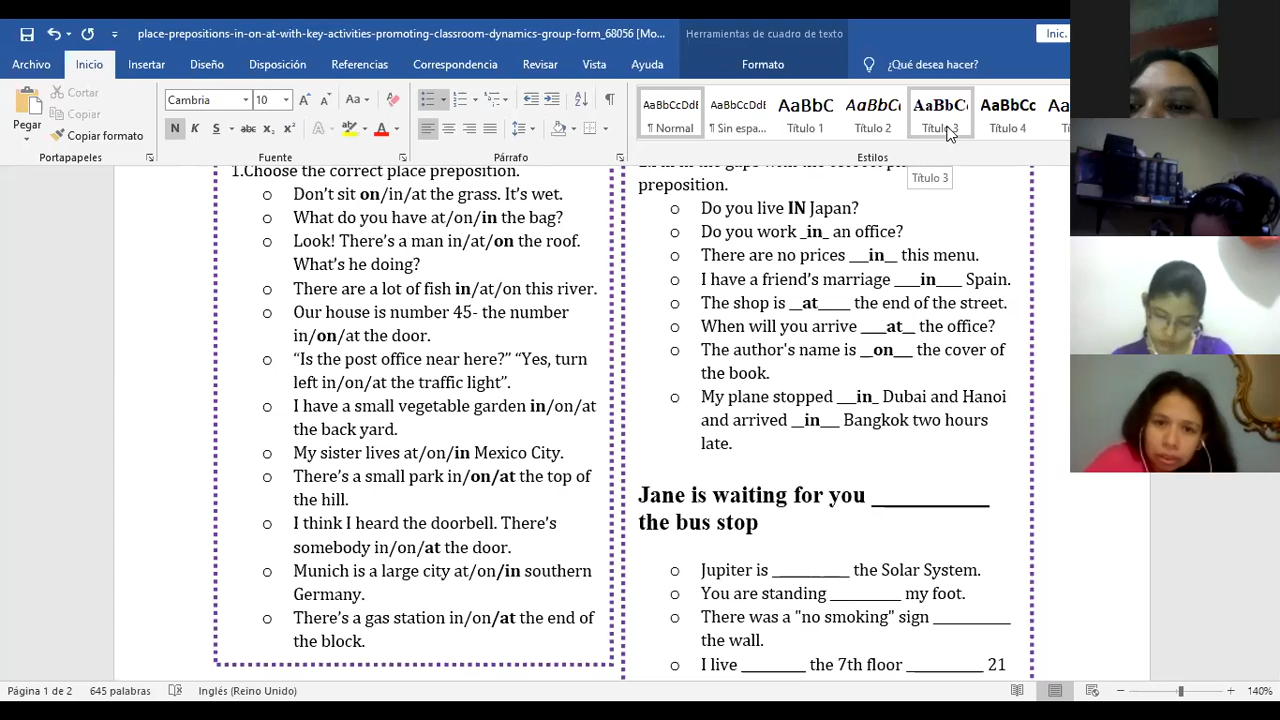 place-prepositions-in-on-at-with-key-activities-promoting-classroom-dynamics-group-form_68056 [Mo...
Herramientas de cuadro de texto
Inic.
Archivo Inicio Insertar Diseño Disposición Referencias Correspondencia Revisar Vista Ayuda Formato ¿Qué desea hacer?
Pegar
Cortar
Copiar
Copiar formato
Cambria 10
N K S abc x₂ x²
AaBbCcDdE AaBbCcDdE AaBbC AaBbCc AaBbCc AaBbCc
¶ Normal ¶ Sin espa... Título 1 Título 2 Título 3 Título 4
Portapapeles Fuente Párrafo Estilos
Título 3
1.Choose the correct place preposition.
o Don't sit on/in/at the grass. It's wet.
o What do you have at/on/in the bag?
o Look! There's a man in/at/on the roof.
What's he doing?
o There are a lot of fish in/at/on this river.
o Our house is number 45- the number
in/on/at the door.
o "Is the post office near here?" "Yes, turn
left in/on/at the traffic light".
o I have a small vegetable garden in/on/at
the back yard.
o My sister lives at/on/in Mexico City.
o There's a small park in/on/at the top of
the hill.
o I think I heard the doorbell. There's
somebody in/on/at the door.
o Munich is a large city at/on/in southern
Germany.
o There's a gas station in/on/at the end of
the block.
preposition.
o Do you live IN Japan?
o Do you work _in_ an office?
o There are no prices ___in__ this menu.
o I have a friend's marriage ____in____ Spain.
o The shop is __at_____ the end of the street.
o When will you arrive ____at__ the office?
o The author's name is __on___ the cover of
the book.
o My plane stopped ___in_ Dubai and Hanoi
and arrived __in___ Bangkok two hours
late.
Jane is waiting for you __________
the bus stop
o Jupiter is ___________ the Solar System.
o You are standing __________ my foot.
o There was a "no smoking" sign ___________
the wall.
o I live _________ the 7th floor ___________ 21
Página 1 de 2 645 palabras Inglés (Reino Unido) 140%